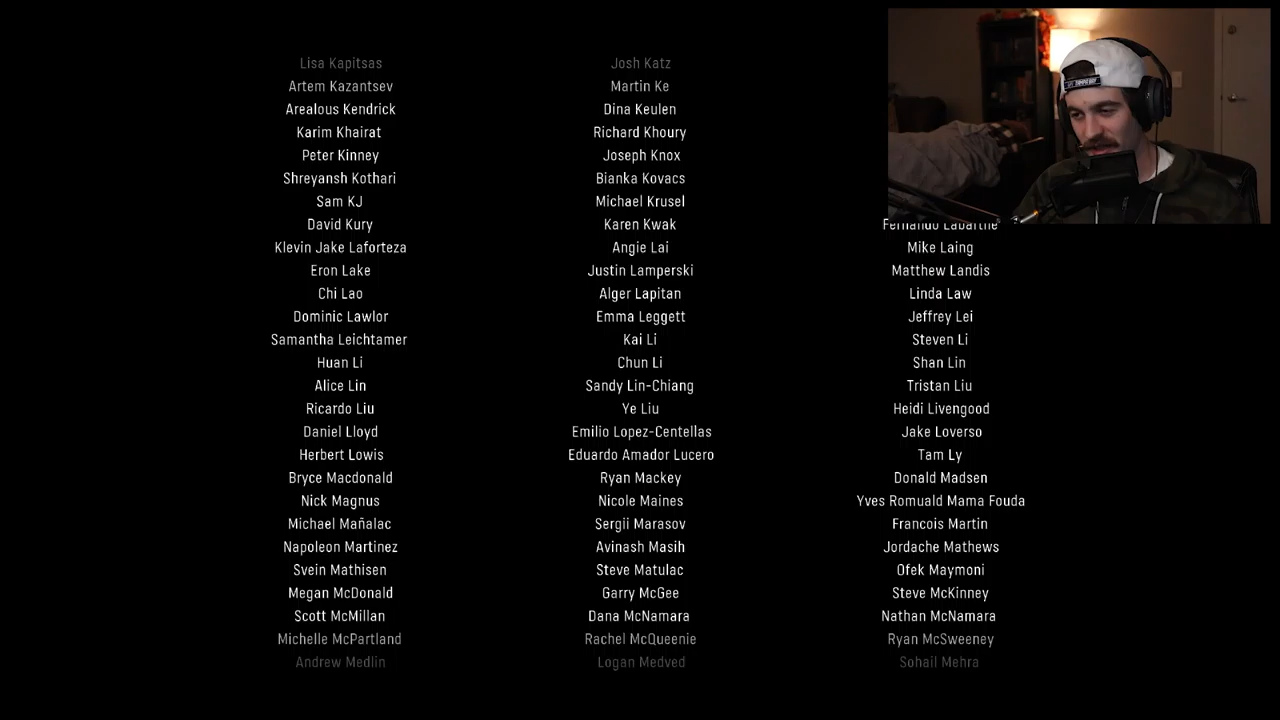 Lisa Kapitsas Josh Katz
Artem Kazantsev Martin Ke
Arealous Kendrick Dina Keulen
Karim Khairat Richard Khoury
Peter Kinney Joseph Knox
Shreyansh Kothari Bianka Kovacs
Sam KJ Michael Krusel
David Kury Karen Kwak Fernando Labarthe
Klevin Jake Laforteza Angie Lai Mike Laing
Eron Lake Justin Lamperski Matthew Landis
Chi Lao Alger Lapitan Linda Law
Dominic Lawlor Emma Leggett Jeffrey Lei
Samantha Leichtamer Kai Li Steven Li
Huan Li Chun Li Shan Lin
Alice Lin Sandy Lin-Chiang Tristan Liu
Ricardo Liu Ye Liu Heidi Livengood
Daniel Lloyd Emilio Lopez-Centellas Jake Loverso
Herbert Lowis Eduardo Amador Lucero Tam Ly
Bryce Macdonald Ryan Mackey Donald Madsen
Nick Magnus Nicole Maines Yves Romuald Mama Fouda
Michael Mañalac Sergii Marasov Francois Martin
Napoleon Martinez Avinash Masih Jordache Mathews
Svein Mathisen Steve Matulac Ofek Maymoni
Megan McDonald Garry McGee Steve McKinney
Scott McMillan Dana McNamara Nathan McNamara
Michelle McPartland Rachel McQueenie Ryan McSweeney
Andrew Medlin Logan Medved Sohail Mehra